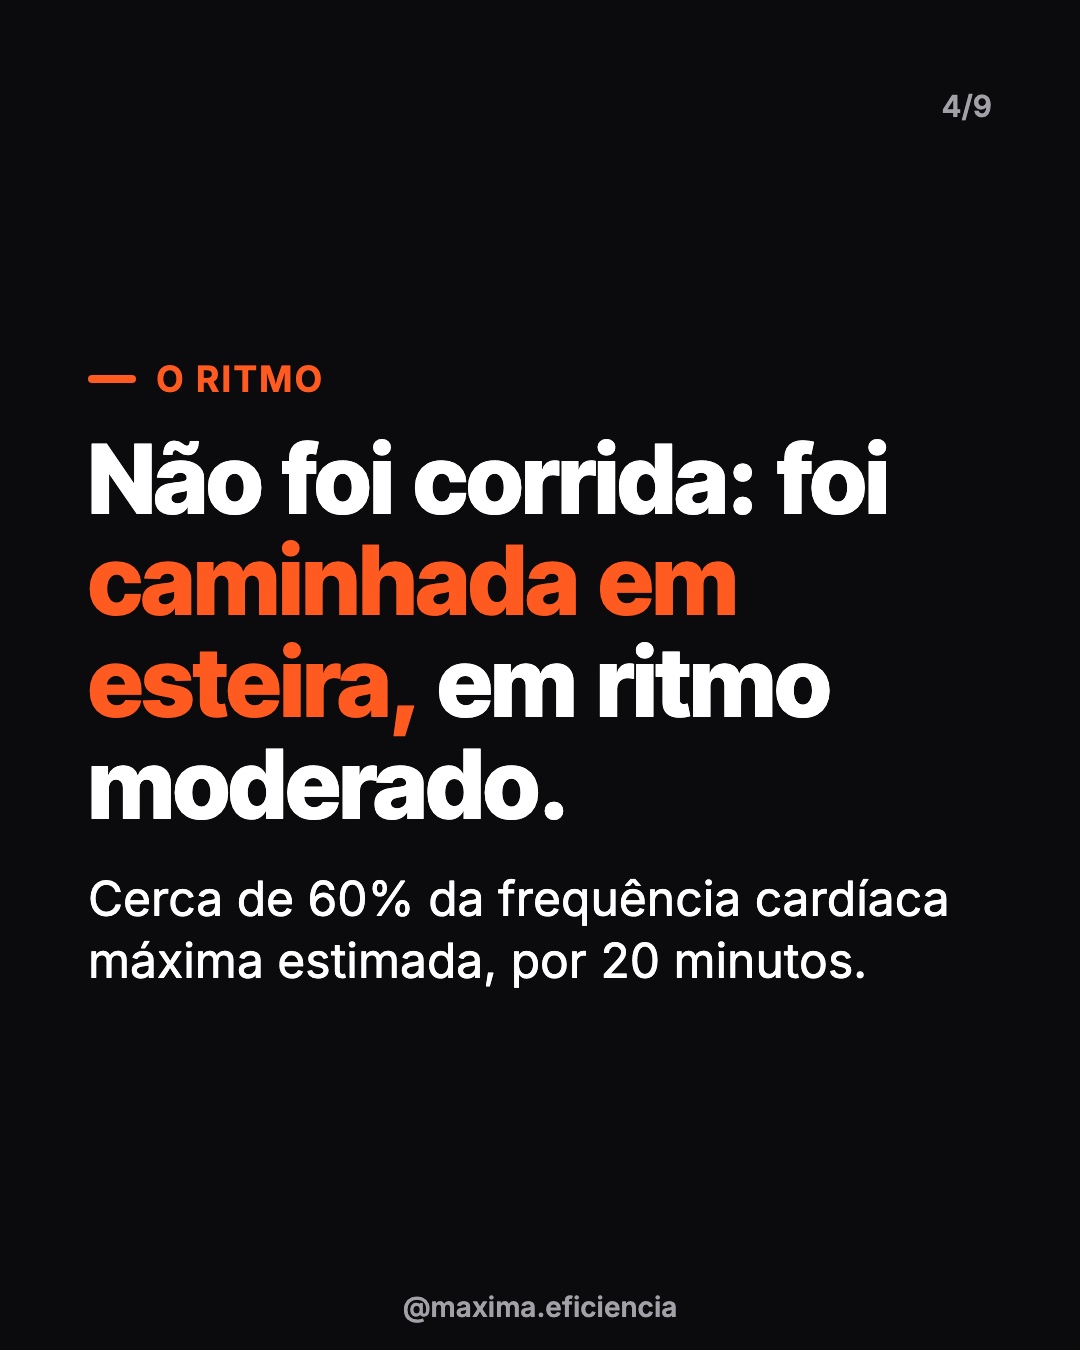 4/9
O RITMO
Não foi corrida: foi
caminhada em
esteira, em ritmo
moderado.
Cerca de 60% da frequência cardíaca
máxima estimada, por 20 minutos.
@maxima.eficiencia